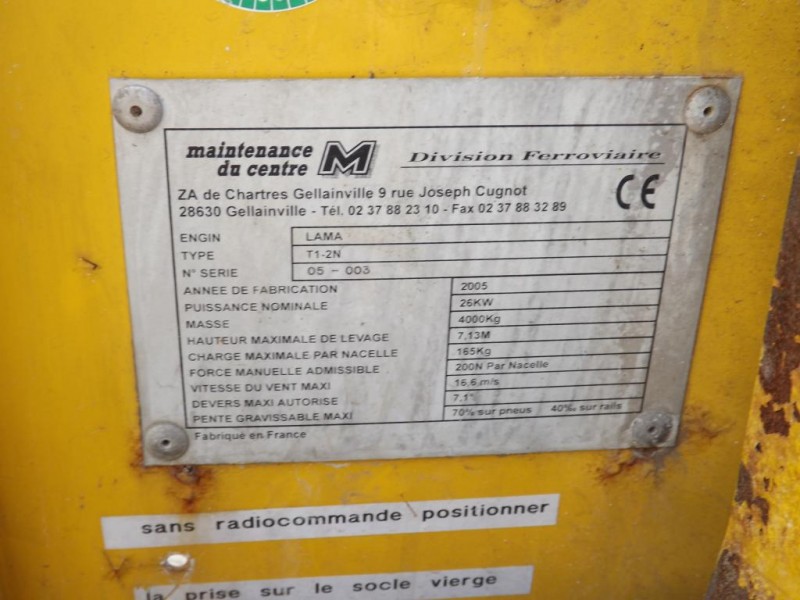 maintenance du centre M Division Ferroviaire
ZA de Chartres Gellainville 9 rue Joseph Cugnot
28630 Gellainville - Tél. 02 37 88 23 10 - Fax 02 37 88 32 89
CE
ENGIN LAMA
TYPE T1-2N
N° SERIE 05 - 003
ANNEE DE FABRICATION 2005
PUISSANCE NOMINALE 26KW
MASSE 4000Kg
HAUTEUR MAXIMALE DE LEVAGE 7,13M
CHARGE MAXIMALE PAR NACELLE 165Kg
FORCE MANUELLE ADMISSIBLE 200N Par Nacelle
VITESSE DU VENT MAXI 16,6 m/s
DEVERS MAXI AUTORISE 7.1°
PENTE GRAVISSABLE MAXI 70% sur pneus 40‰ sur rails
Fabriqué en France
sans radiocommande positionner
la prise sur le socle vierge